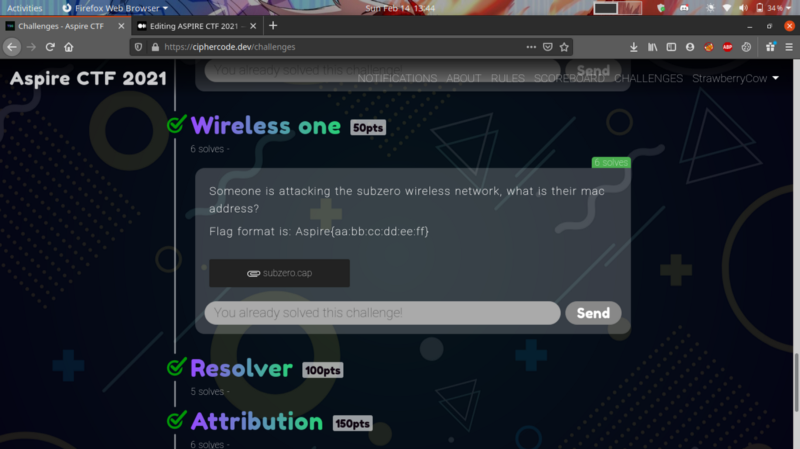 Activities Firefox Web Browser Sun Feb 14 13:44 34%
Challenges - Aspire CTF Editing ASPIRE CTF 2021 –
https://ciphercode.dev/challenges
You already solved this challenge! Send
Aspire CTF 2021 NOTIFICATIONS ABOUT RULES SCOREBOARD CHALLENGES StrawberryCow
Wireless one 50pts
6 solves -
6 solves
Someone is attacking the subzero wireless network, what is their mac
address?
Flag format is: Aspire{aa:bb:cc:dd:ee:ff}
subzero.cap
You already solved this challenge! Send
Resolver 100pts
5 solves -
Attribution 150pts
6 solves -